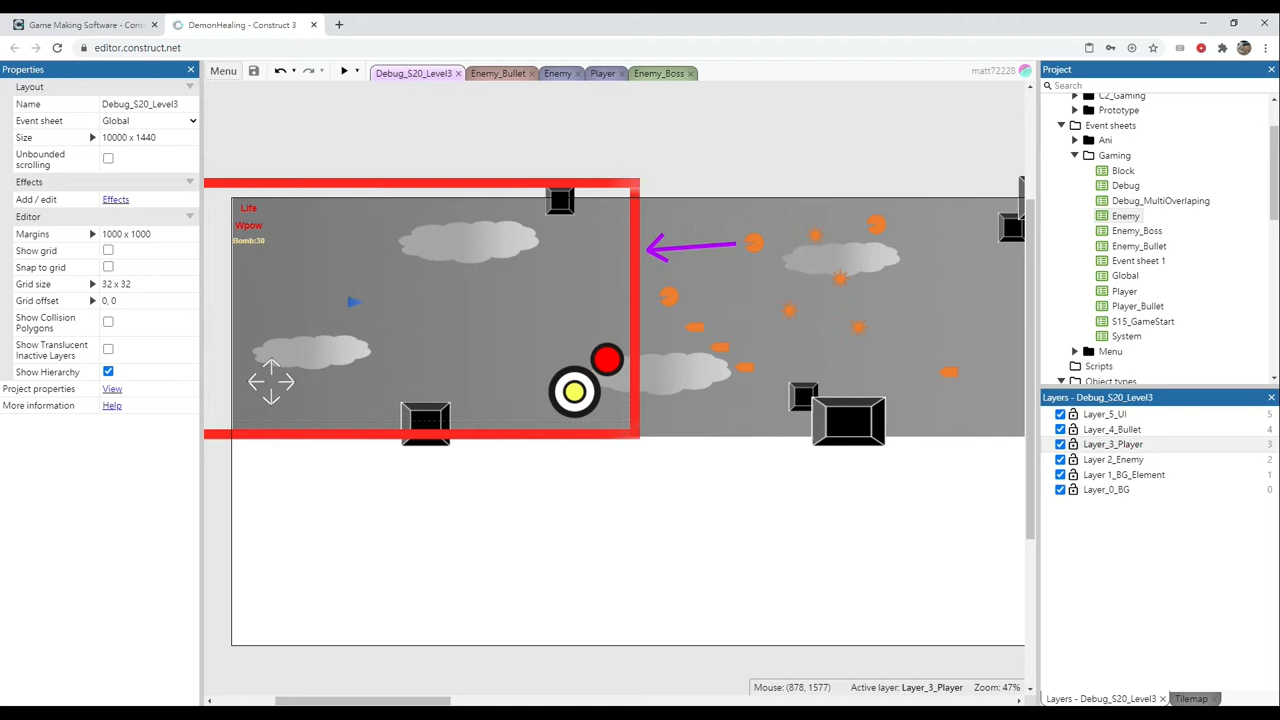 Game Making Software - Cons
DemonHealing - Construct 3
editor.construct.net
Properties
Menu
Debug_S20_Level3
Enemy_Bullet
Enemy
Player
Enemy_Boss
matt72228
Project
Layout
Name Debug_S20_Level3
Event sheet Global
Size 10000 x 1440
Unbounded scrolling
Effects
Add / edit Effects
Editor
Margins 1000 x 1000
Show grid
Snap to grid
Grid size 32 x 32
Grid offset 0, 0
Show Collision Polygons
Show Translucent Inactive Layers
Show Hierarchy
Project properties View
More information Help
Life
Wpow
Bomb:30
Mouse: (878, 1577) Active layer: Layer_3_Player Zoom: 47%
Search
C2_Gaming
Prototype
Event sheets
Ani
Gaming
Block
Debug
Debug_MultiOverlaping
Enemy
Enemy_Boss
Enemy_Bullet
Event sheet 1
Global
Player
Player_Bullet
S15_GameStart
System
Menu
Scripts
Object types
Layers - Debug_S20_Level3
Layer_5_UI 5
Layer_4_Bullet 4
Layer_3_Player 3
Layer 2_Enemy 2
Layer 1_BG_Element 1
Layer_0_BG 0
Layers - Debug_S20_Level3
Tilemap